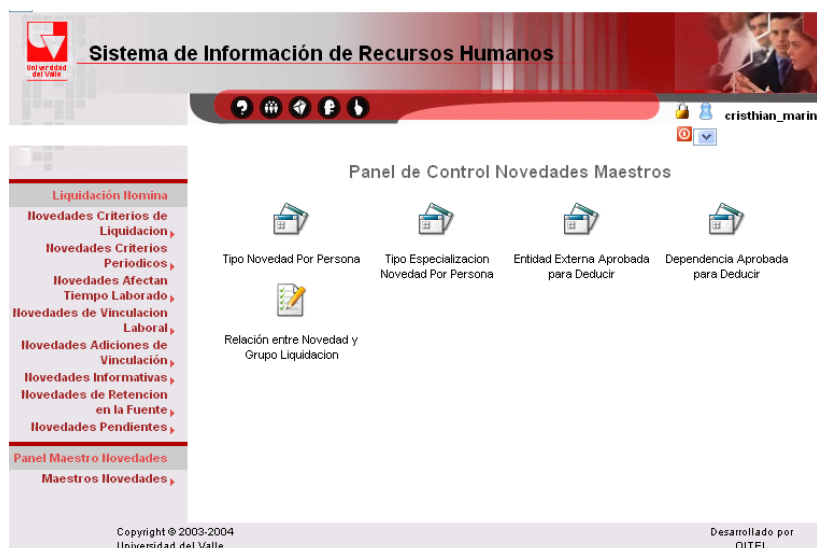 Universidad
del Valle
Sistema de Información de Recursos Humanos
cristhian_marin
Panel de Control Novedades Maestros
Liquidación Nomina
Novedades Criterios de
Liquidacion
Novedades Criterios
Periodicos
Novedades Afectan
Tiempo Laborado
Novedades de Vinculacion
Laboral
Novedades Adiciones de
Vinculación
Novedades Informativas
Novedades de Retencion
en la Fuente
Novedades Pendientes
Panel Maestro Novedades
Maestros Novedades
Tipo Novedad Por Persona
Tipo Especializacion
Novedad Por Persona
Entidad Externa Aprobada
para Deducir
Dependencia Aprobada
para Deducir
Relación entre Novedad y
Grupo Liquidacion
Copyright © 2003-2004
Universidad del Valle
Desarrollado por
OITEL